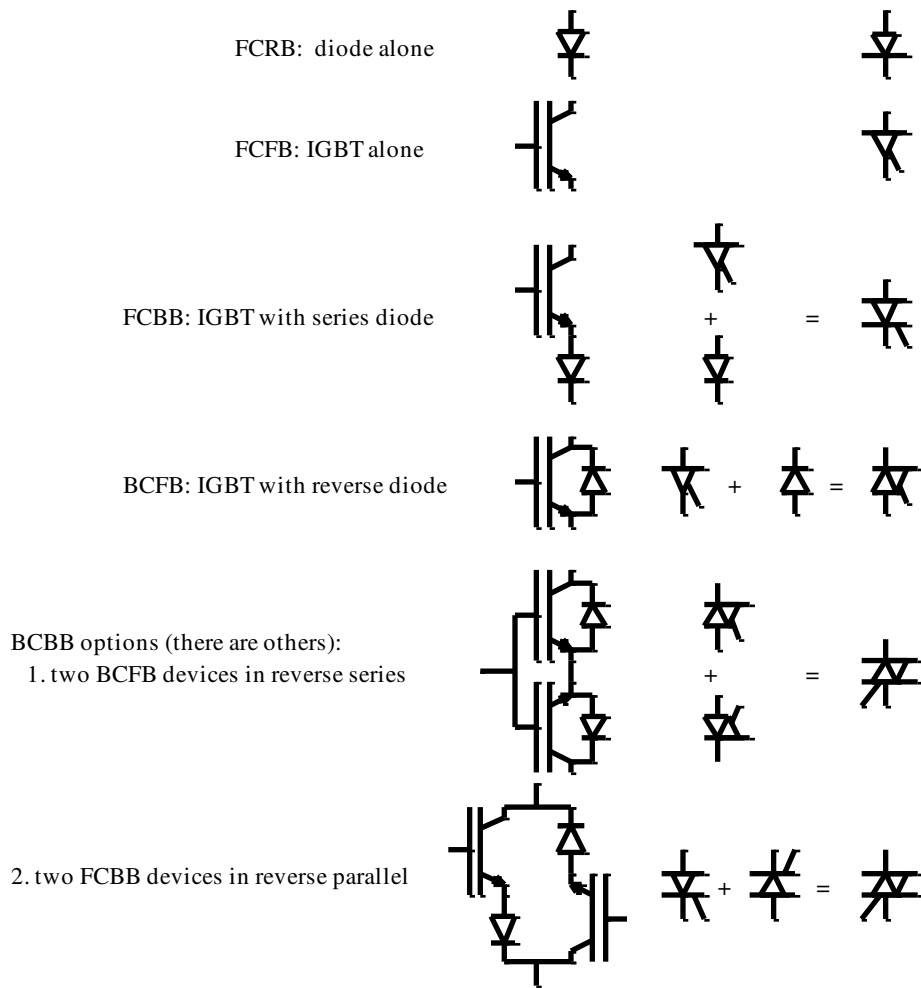 FCRB: diode alone
FCFB: IGBT alone
FCBB: IGBT with series diode
+ =
BCFB: IGBT with reverse diode
+ =
BCBB options (there are others):
1. two BCFB devices in reverse series
+ =
2. two FCBB devices in reverse parallel
+ =